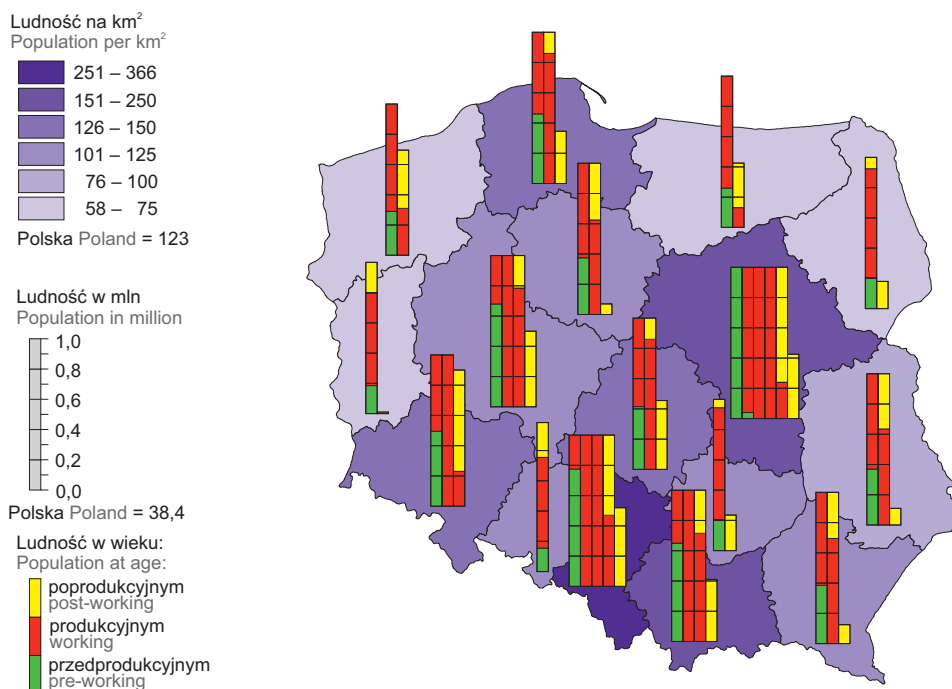 Ludność na km²
Population per km²
251 – 366
151 – 250
126 – 150
101 – 125
76 – 100
58 – 75
Polska Poland = 123
Ludność w mln
Population in million
1,0
0,8
0,6
0,4
0,2
0,0
Polska Poland = 38,4
Ludność w wieku:
Population at age:
poprodukcyjnym
post-working
produkcyjnym
working
przedprodukcyjnym
pre-working